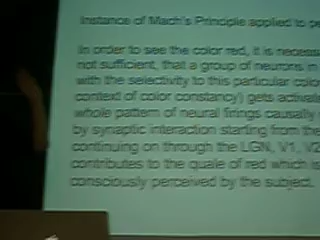 Instance of Mach's Principle applied to pe
In order to see the color red, it is necess
not sufficient, that a group of neurons in
with the selectivity to this particular colo
context of color constancy) gets activate
whole pattern of neural firings causally
by synaptic interaction starting from the
continuing on through the LGN, V1, V2
contributes to the quale of red which is
consciously perceived by the subject.